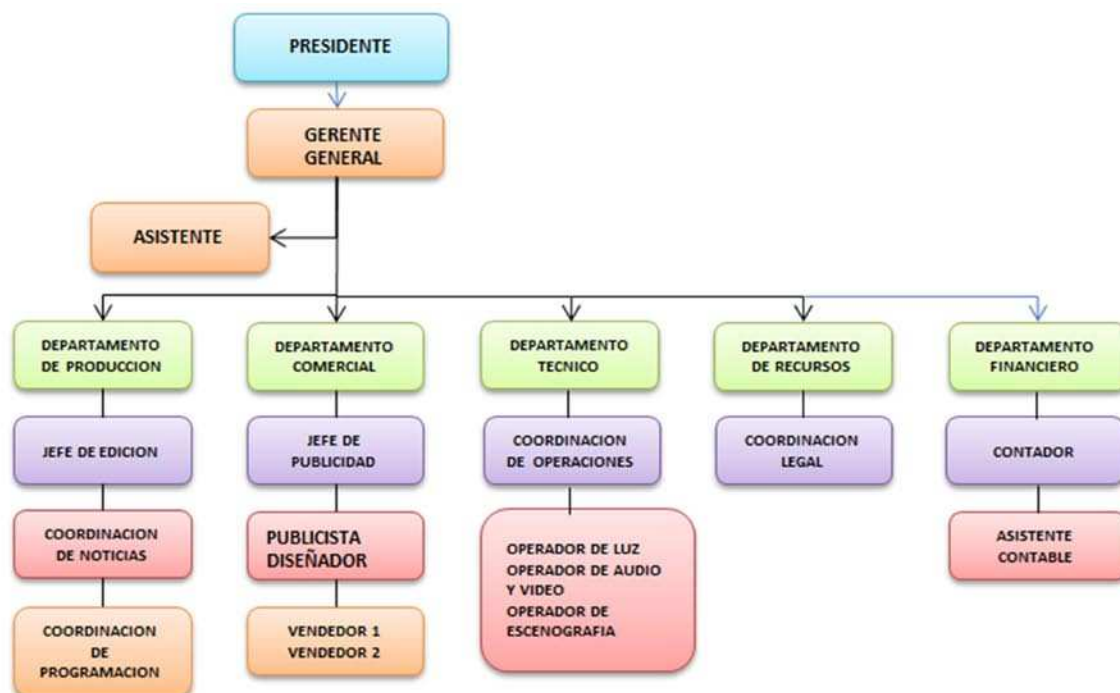 PRESIDENTE
GERENTE
GENERAL
ASISTENTE
DEPARTAMENTO
DE PRODUCCION
DEPARTAMENTO
COMERCIAL
DEPARTAMENTO
TECNICO
DEPARTAMENTO
DE RECURSOS
DEPARTAMENTO
FINANCIERO
JEFE DE EDICION
JEFE DE
PUBLICIDAD
COORDINACION
DE OPERACIONES
COORDINACION
LEGAL
CONTADOR
COORDINACION
DE NOTICIAS
PUBLICISTA
DISEÑADOR
OPERADOR DE LUZ
OPERADOR DE AUDIO
Y VIDEO
OPERADOR DE
ESCENOGRAFIA
ASISTENTE
CONTABLE
COORDINACION
DE
PROGRAMACION
VENDEDOR 1
VENDEDOR 2